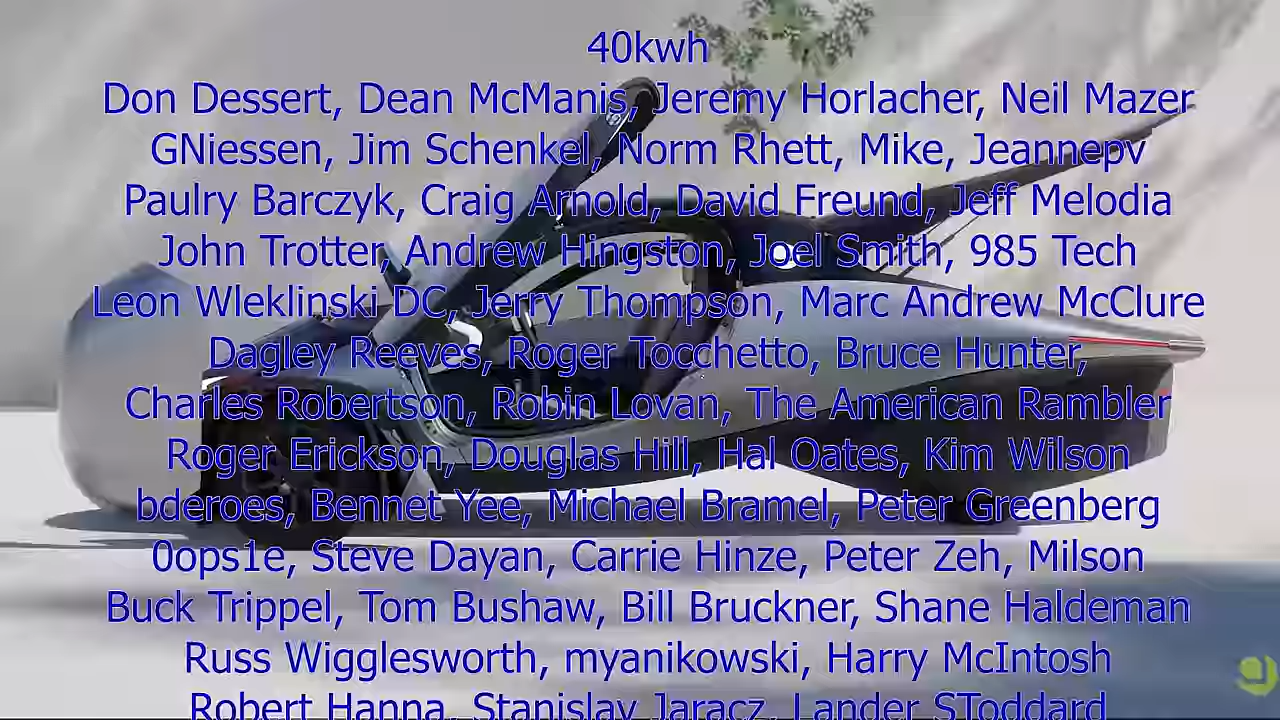 40kwh
Don Dessert, Dean McManis, Jeremy Horlacher, Neil Mazer
GNiessen, Jim Schenkel, Norm Rhett, Mike, Jeannepv
Paulry Barczyk, Craig Arnold, David Freund, Jeff Melodia
John Trotter, Andrew Hingston, Joel Smith, 985 Tech
Leon Wleklinski DC, Jerry Thompson, Marc Andrew McClure
Dagley Reeves, Roger Tocchetto, Bruce Hunter,
Charles Robertson, Robin Lovan, The American Rambler
Roger Erickson, Douglas Hill, Hal Oates, Kim Wilson
bderoes, Bennet Yee, Michael Bramel, Peter Greenberg
0ops1e, Steve Dayan, Carrie Hinze, Peter Zeh, Milson
Buck Trippel, Tom Bushaw, Bill Bruckner, Shane Haldeman
Russ Wigglesworth, myanikowski, Harry McIntosh
Robert Hanna, Stanislav Jaracz, Lander SToddard